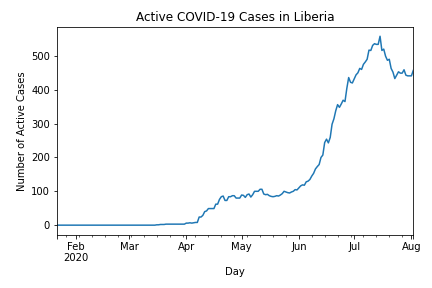 Active COVID-19 Cases in Liberia
Number of Active Cases
500
400
300
200
100
0
Feb Mar Apr May Jun Jul Aug
2020
Day